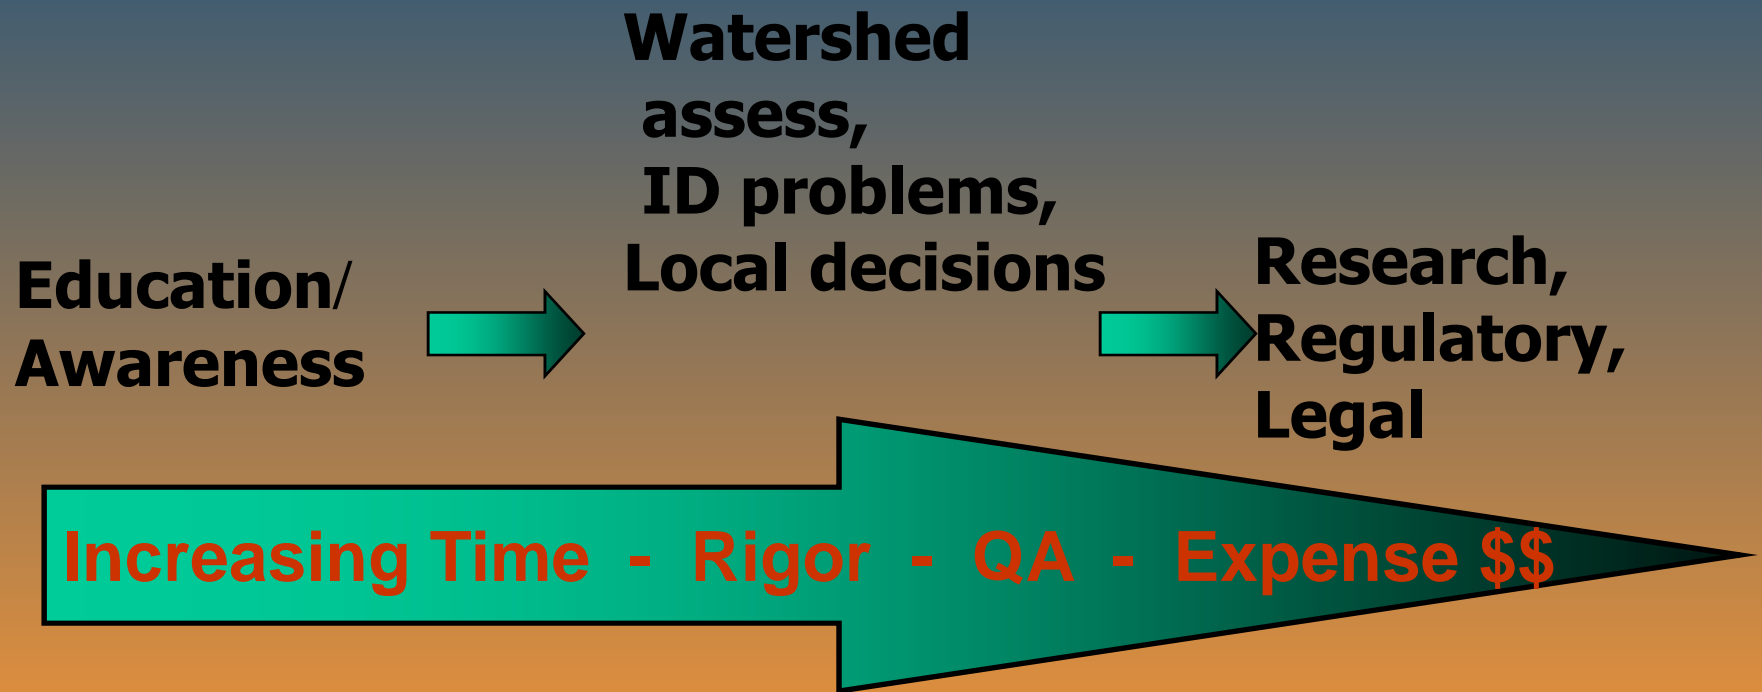 Education/
Awareness
Watershed
assess,
ID problems,
Local decisions
Research,
Regulatory,
Legal
Increasing Time - Rigor - QA - Expense $$